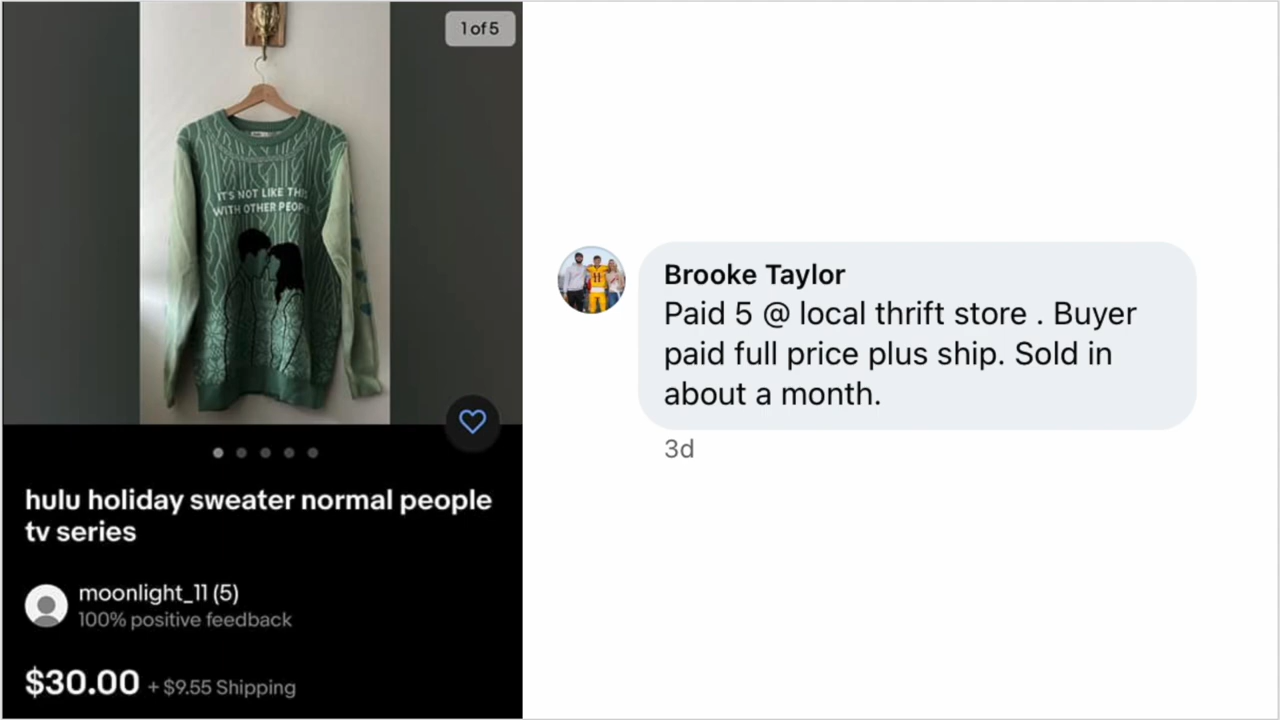 1 of 5
IT'S NOT LIKE THIS
WITH OTHER PEOPL
hulu holiday sweater normal people
tv series
moonlight_11 (5)
100% positive feedback
$30.00 + $9.55 Shipping
Brooke Taylor
Paid 5 @ local thrift store . Buyer
paid full price plus ship. Sold in
about a month.
3d